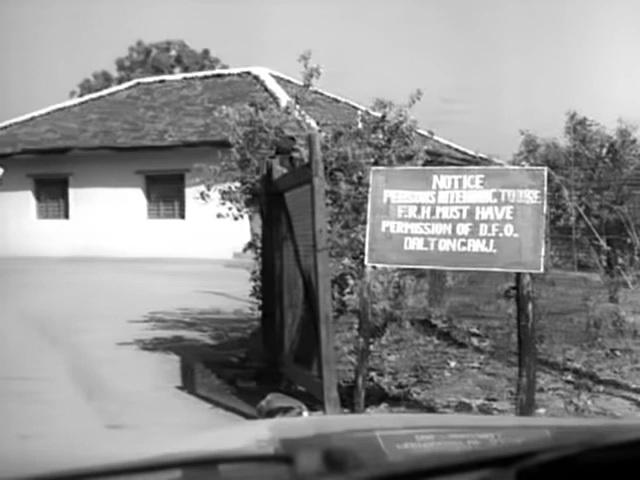 NOTICE
PERSONS INTENDING TO USE
F.R.H. MUST HAVE
PERMISSION OF D.F.O.,
DALTONGANJ.